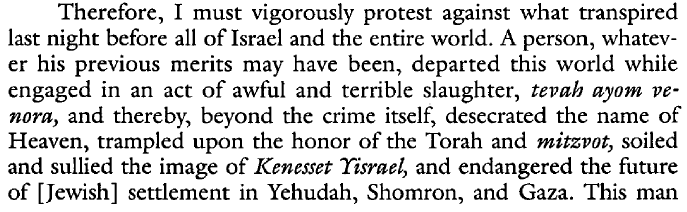 Therefore, I must vigorously protest against what transpired
last night before all of Israel and the entire world. A person, whatev-
er his previous merits may have been, departed this world while
engaged in an act of awful and terrible slaughter, tevah ayom ve-
nora, and thereby, beyond the crime itself, desecrated the name of
Heaven, trampled upon the honor of the Torah and mitzvot, soiled
and sullied the image of Kenesset Yisrael, and endangered the future
of [Jewish] settlement in Yehudah, Shomron, and Gaza. This man